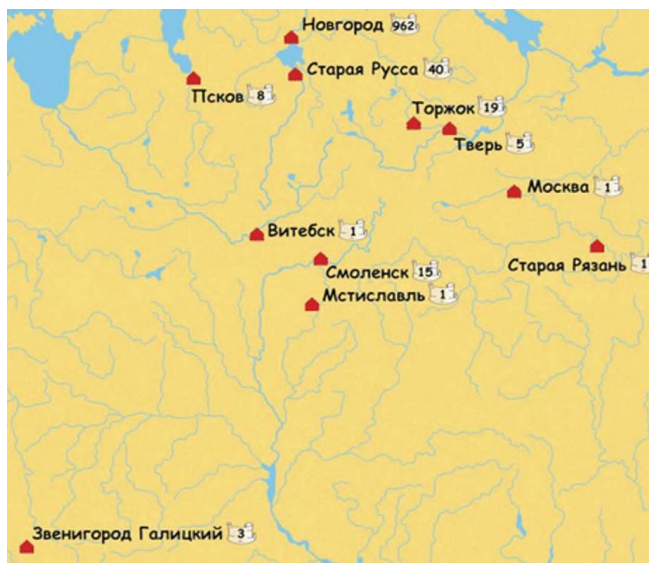 Новгород 962
Старая Русса 40
Псков 8
Торжок 19
Тверь 5
Москва 1
Витебск 1
Старая Рязань 1
Смоленск 15
Мстиславль 1
Звенигород Галицкий 3